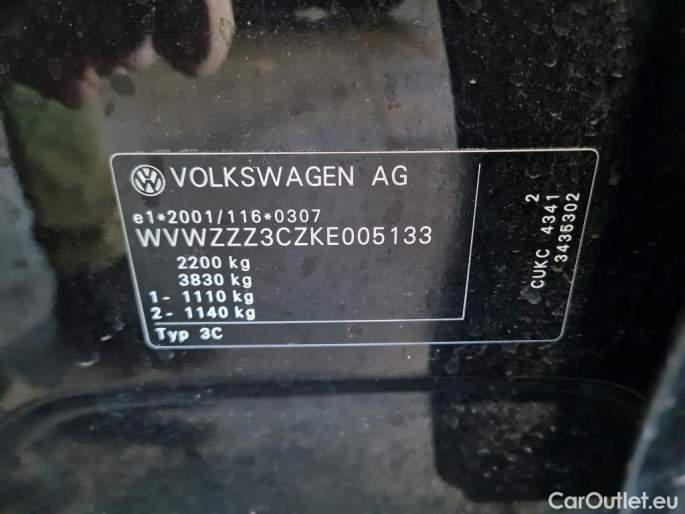 VOLKSWAGEN AG
e1*2001/116*0307
WVWZZZ3CZKE005133
2200 kg
3830 kg
1- 1110 kg
2- 1140 kg
Typ 3C
2
CUKC 4341
3435302
CarOutlet.eu